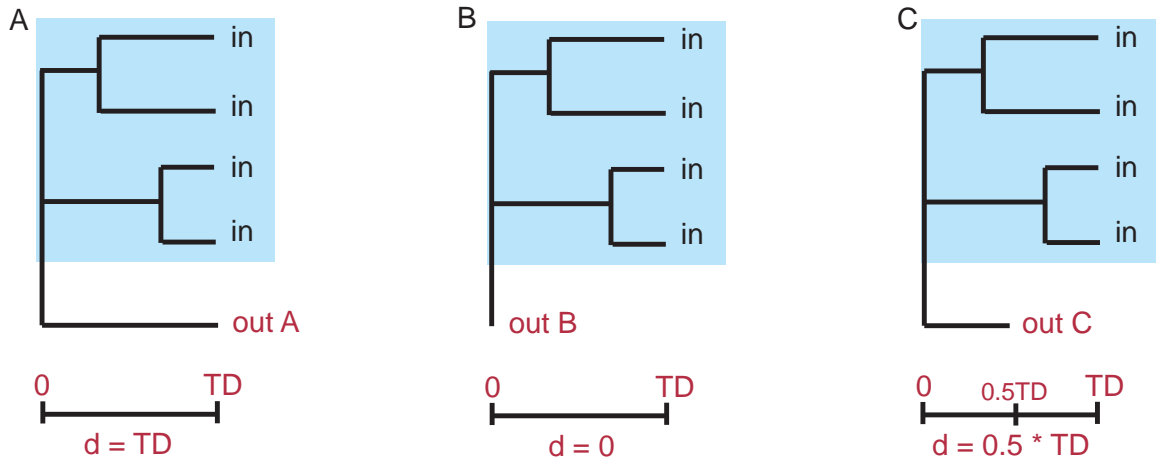 A
in
in
in
in
out A
0 TD
d = TD
B
in
in
in
in
out B
0 TD
d = 0
C
in
in
in
in
out C
0 0.5TD TD
d = 0.5 * TD